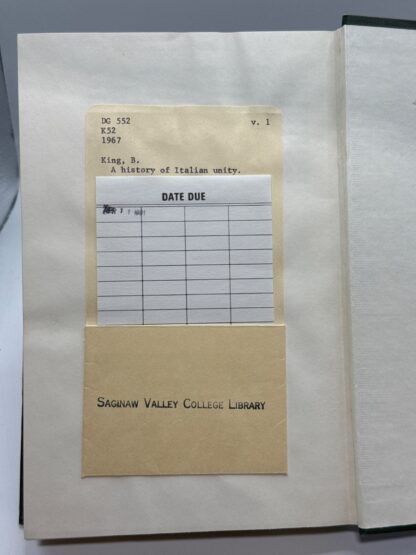 DG 552 v. 1
K52
1967
King, B.
A history of Italian unity.
DATE DUE
SAGINAW VALLEY COLLEGE LIBRARY